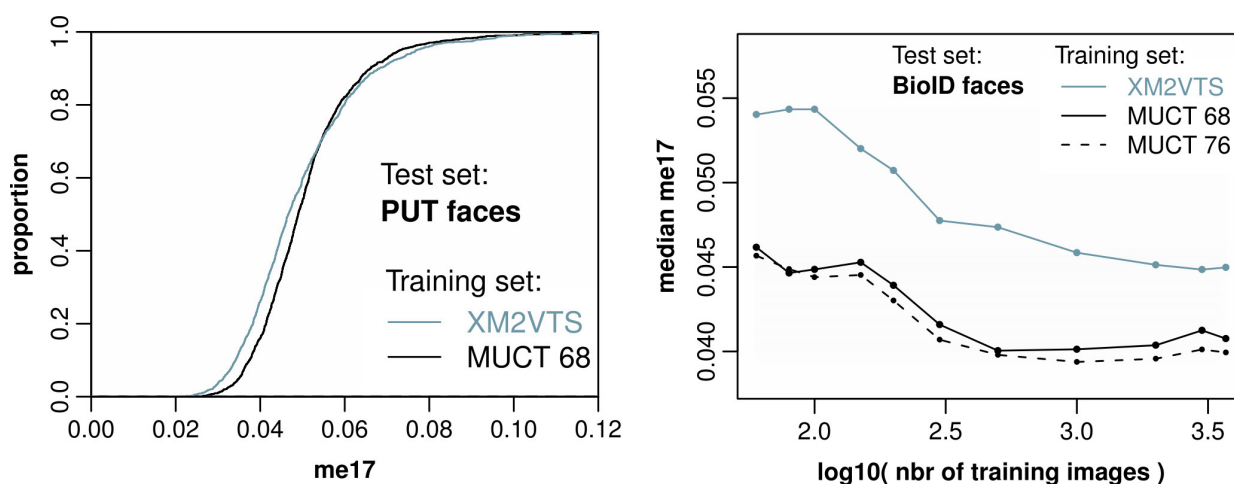 proportion
0.0
0.2
0.4
0.6
0.8
1.0
Test set:
PUT faces
Training set:
XM2VTS
MUCT 68
0.00 0.02 0.04 0.06 0.08 0.10 0.12
me17
median me17
0.040
0.045
0.050
0.055
Test set:
BioID faces
Training set:
XM2VTS
MUCT 68
MUCT 76
2.0 2.5 3.0 3.5
log10( nbr of training images )